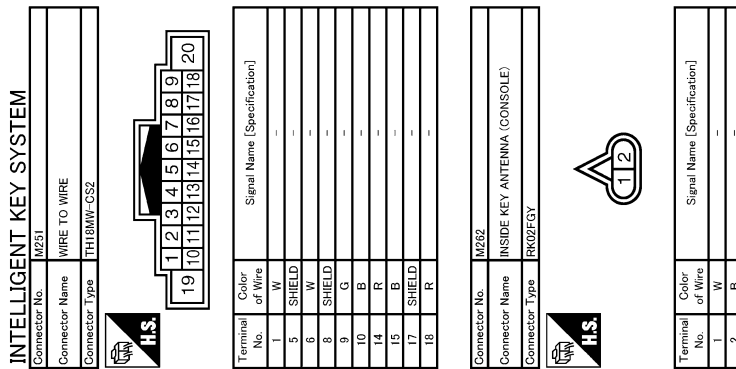 INTELLIGENT KEY SYSTEM
Connector No. M251
Connector Name WIRE TO WIRE
Connector Type TH18MW-CS2
H.S.
1 2 3 4 5 6 7 8 9
19 20
10 11 12 13 14 15 16 17 18
Terminal No. Color of Wire Signal Name [Specification]
1 W –
5 SHIELD –
6 W –
8 SHIELD –
9 G –
10 B –
14 R –
15 B –
17 SHIELD –
18 R –
Connector No. M262
Connector Name INSIDE KEY ANTENNA (CONSOLE)
Connector Type RK02FGY
H.S.
1 2
Terminal No. Color of Wire Signal Name [Specification]
1 W –
2 –